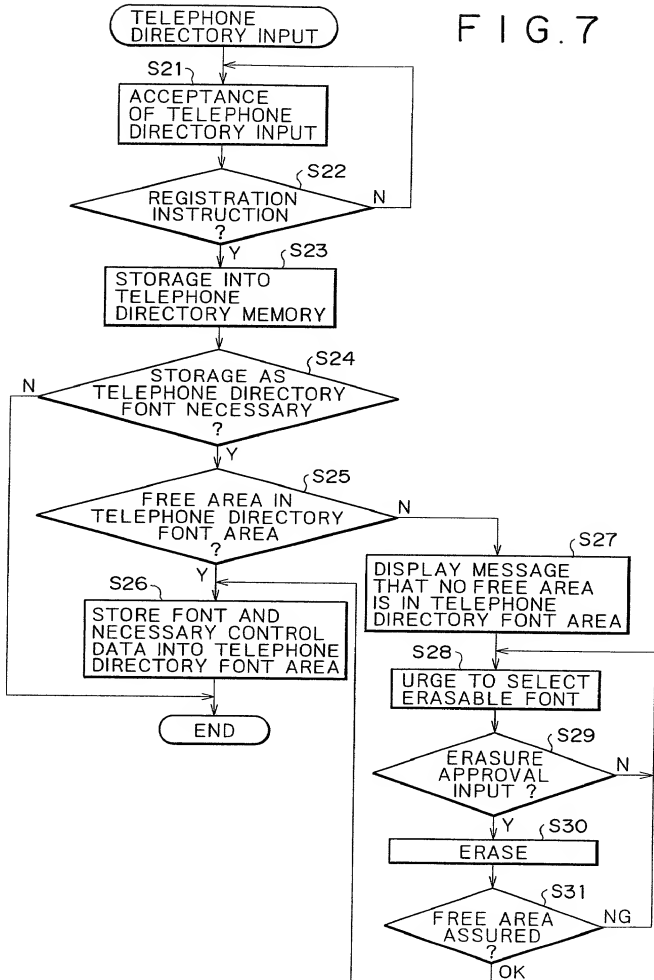 TELEPHONE
DIRECTORY INPUT
FIG.7
S21
ACCEPTANCE
OF TELEPHONE
DIRECTORY INPUT
S22
REGISTRATION
INSTRUCTION
?
N
Y
S23
STORAGE INTO
TELEPHONE
DIRECTORY MEMORY
S24
N
STORAGE AS
TELEPHONE DIRECTORY
FONT NECESSARY
?
Y
S25
FREE AREA IN
TELEPHONE DIRECTORY
FONT AREA
?
N
Y
S26
STORE FONT AND
NECESSARY CONTROL
DATA INTO TELEPHONE
DIRECTORY FONT AREA
END
S27
DISPLAY MESSAGE
THAT NO FREE AREA
IS IN TELEPHONE
DIRECTORY FONT AREA
S28
URGE TO SELECT
ERASABLE FONT
S29
ERASURE
APPROVAL
INPUT ?
N
Y
S30
ERASE
S31
FREE AREA
ASSURED
?
NG
OK